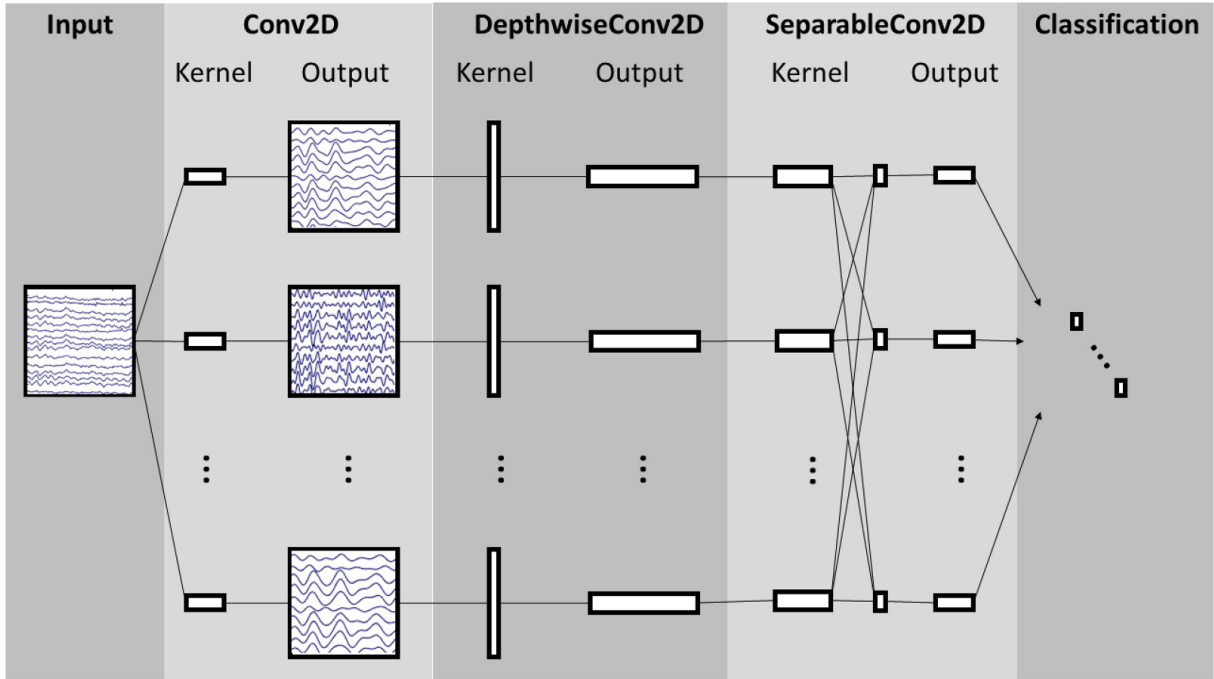 Input Conv2D DepthwiseConv2D SeparableConv2D Classification
Kernel Output Kernel Output Kernel Output